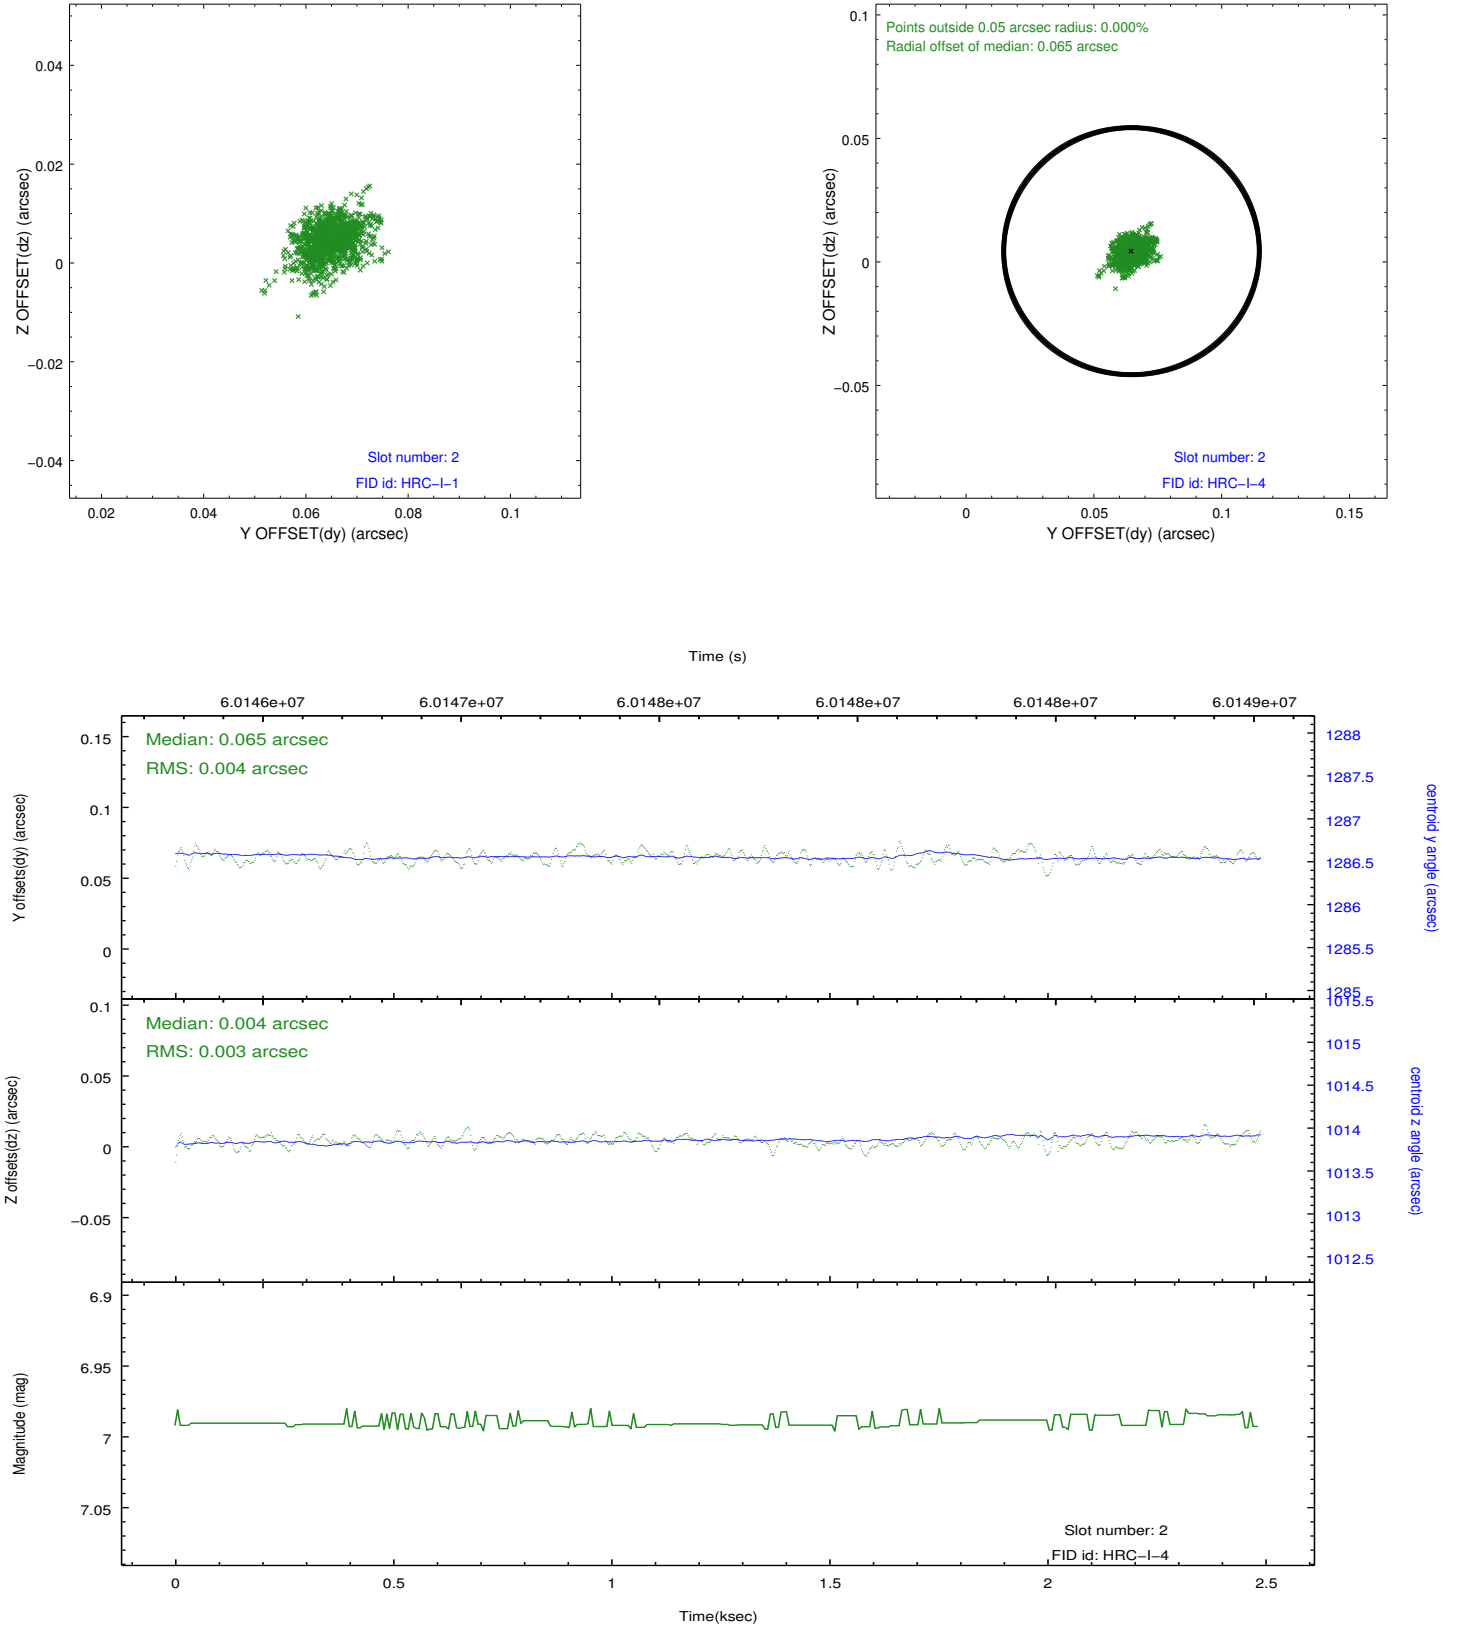 0.04
0.02
0
−0.02
−0.04
Z OFFSET(dz) (arcsec)
Slot number: 2
FID id: HRC−I−1
0.02
0.04
0.06
0.08
0.1
Y OFFSET(dy) (arcsec)
Points outside 0.05 arcsec radius: 0.000%
Radial offset of median: 0.065 arcsec
0.1
0.05
0
−0.05
Z OFFSET(dz) (arcsec)
Slot number: 2
FID id: HRC−I−4
0
0.05
0.1
0.15
Y OFFSET(dy) (arcsec)
Time (s)
6.0146e+07
6.0147e+07
6.0148e+07
6.0148e+07
6.0148e+07
6.0149e+07
Median: 0.065 arcsec
RMS: 0.004 arcsec
0.15
0.1
0.05
0
Y offsets(dy) (arcsec)
1288
1287.5
1287
1286.5
1286
1285.5
1285
centroid y angle (arcsec)
Median: 0.004 arcsec
RMS: 0.003 arcsec
0.1
0.05
0
−0.05
Z offsets(dz) (arcsec)
1015.5
1015
1014.5
1014
1013.5
1013
1012.5
centroid z angle (arcsec)
6.9
6.95
7
7.05
Magnitude (mag)
Slot number: 2
FID id: HRC−I−4
0
0.5
1
1.5
2
2.5
Time(ksec)